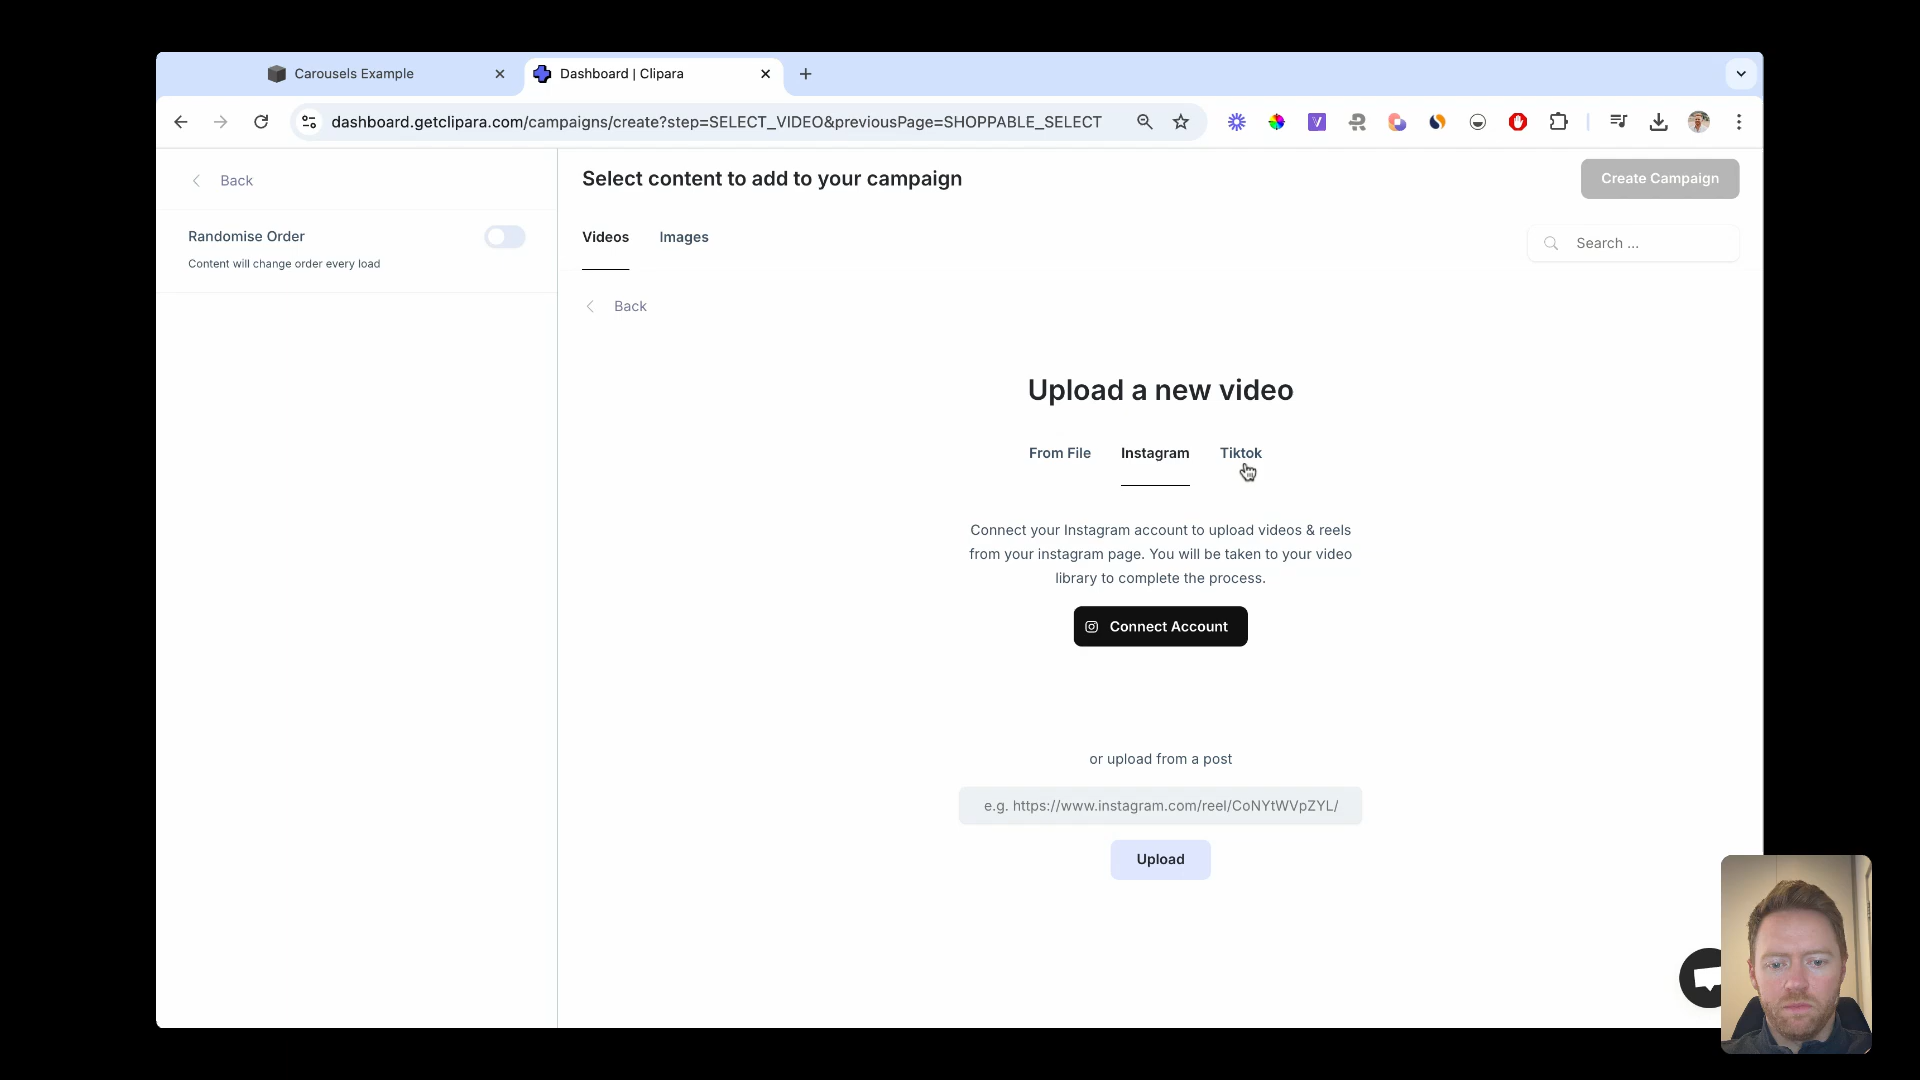 Carousels Example
Dashboard | Clipara
dashboard.getclipara.com/campaigns/create?step=SELECT_VIDEO&previousPage=SHOPPABLE_SELECT
Back
Select content to add to your campaign
Create Campaign
Randomise Order
Content will change order every load
Videos
Images
Search ...
Back
Upload a new video
From File
Instagram
Tiktok
Connect your Instagram account to upload videos & reels
from your instagram page. You will be taken to your video
library to complete the process.
Connect Account
or upload from a post
e.g. https://www.instagram.com/reel/CoNYtWVpZYL/
Upload